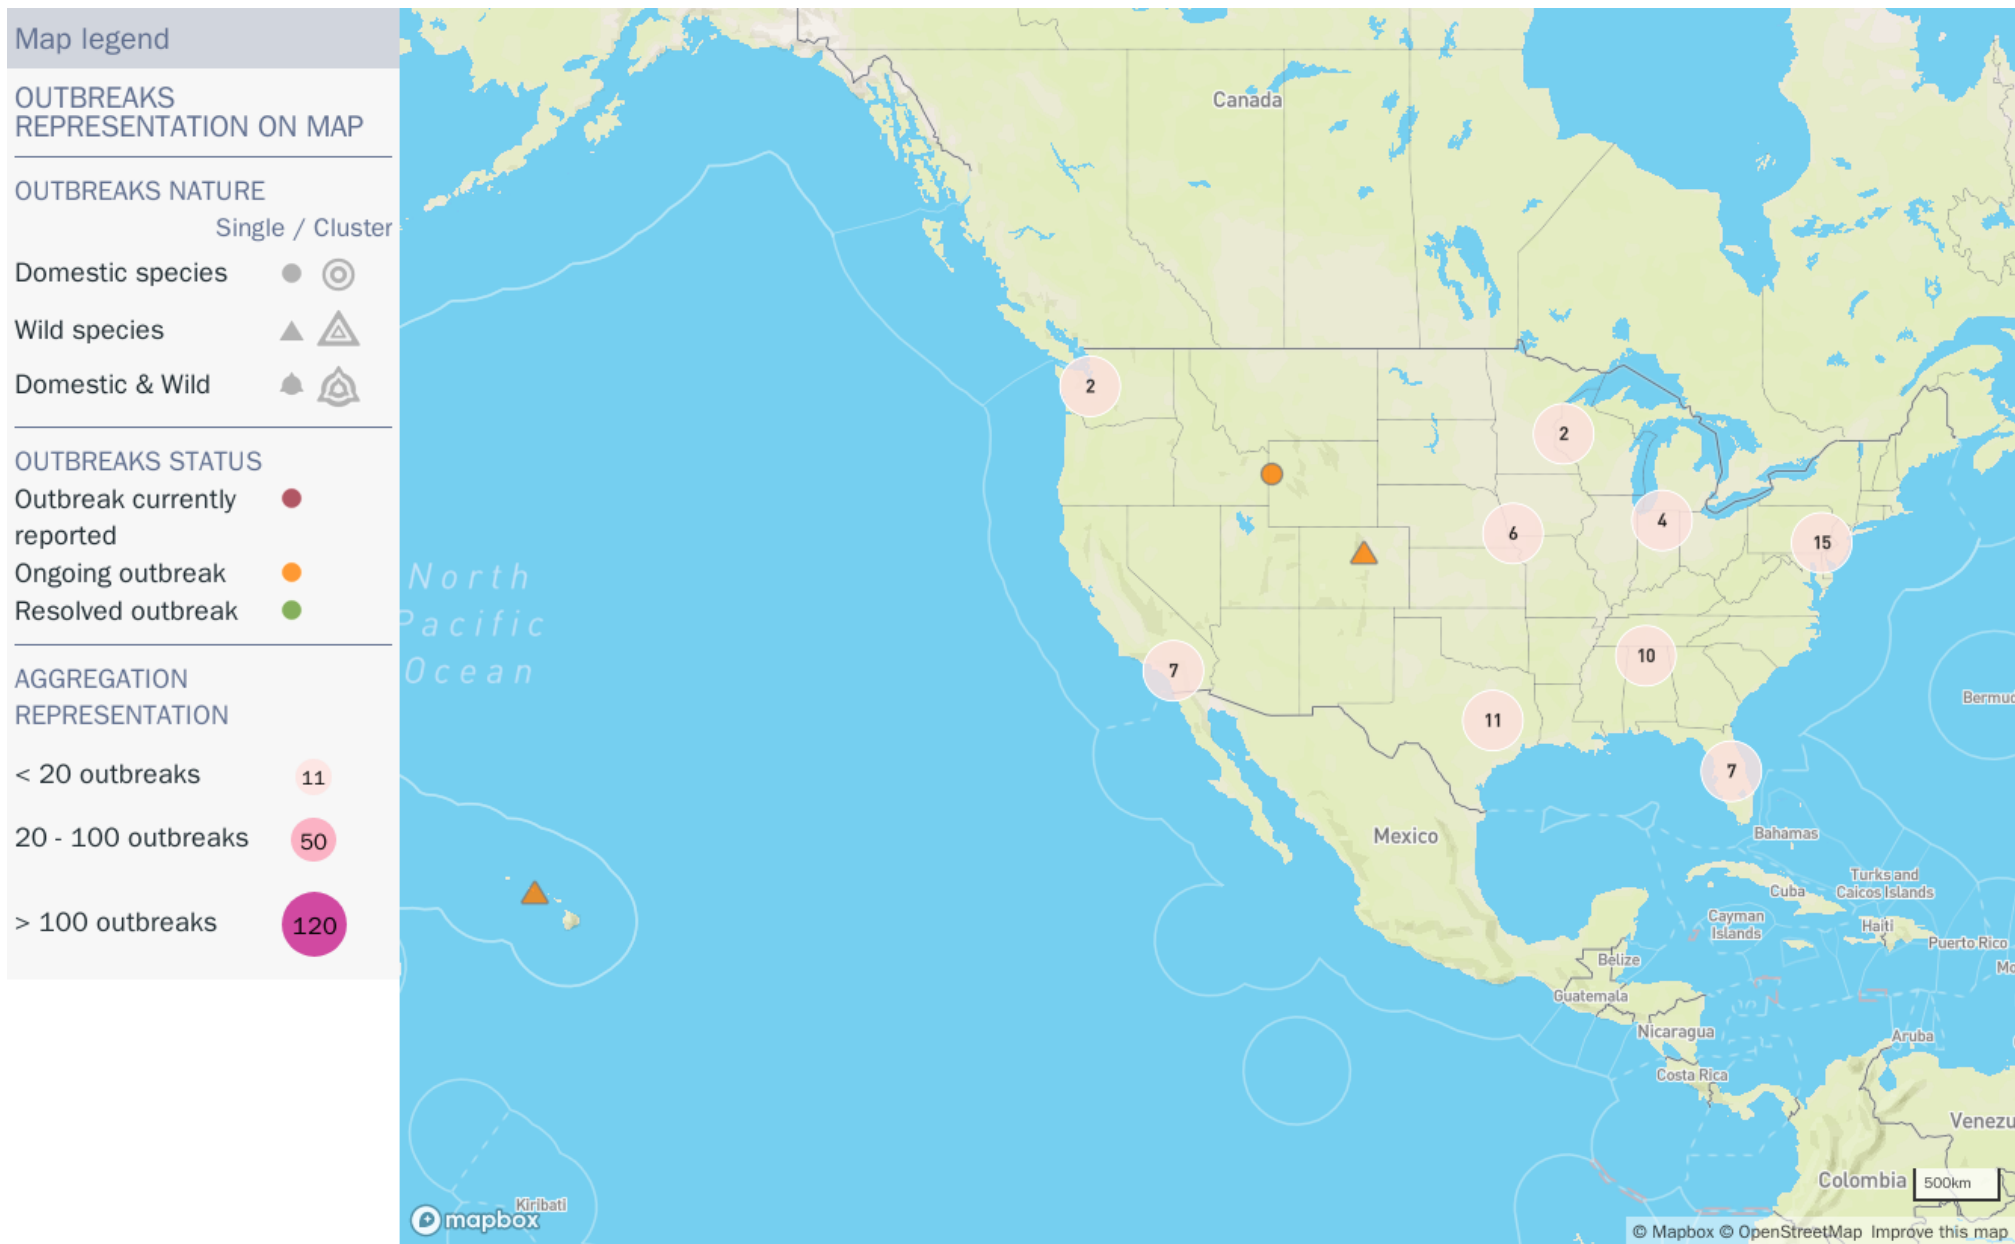 Map legend
OUTBREAKS
REPRESENTATION ON MAP
OUTBREAKS NATURE
Single / Cluster
Domestic species
Wild species
Domestic & Wild
OUTBREAKS STATUS
Outbreak currently
reported
Ongoing outbreak
Resolved outbreak
AGGREGATION
REPRESENTATION
< 20 outbreaks
11
20 - 100 outbreaks
50
> 100 outbreaks
120
Canada
2
2
6
4
15
North
Pacific
Ocean
7
10
11
7
Bermud
Mexico
Bahamas
Cuba
Turks and
Caicos Islands
Cayman
Islands
Haiti
Puerto Rico
Mo
Belize
Guatemala
Nicaragua
Aruba
Costa Rica
Venezu
Colombia
500km
Kiribati
mapbox
© Mapbox © OpenStreetMap Improve this map